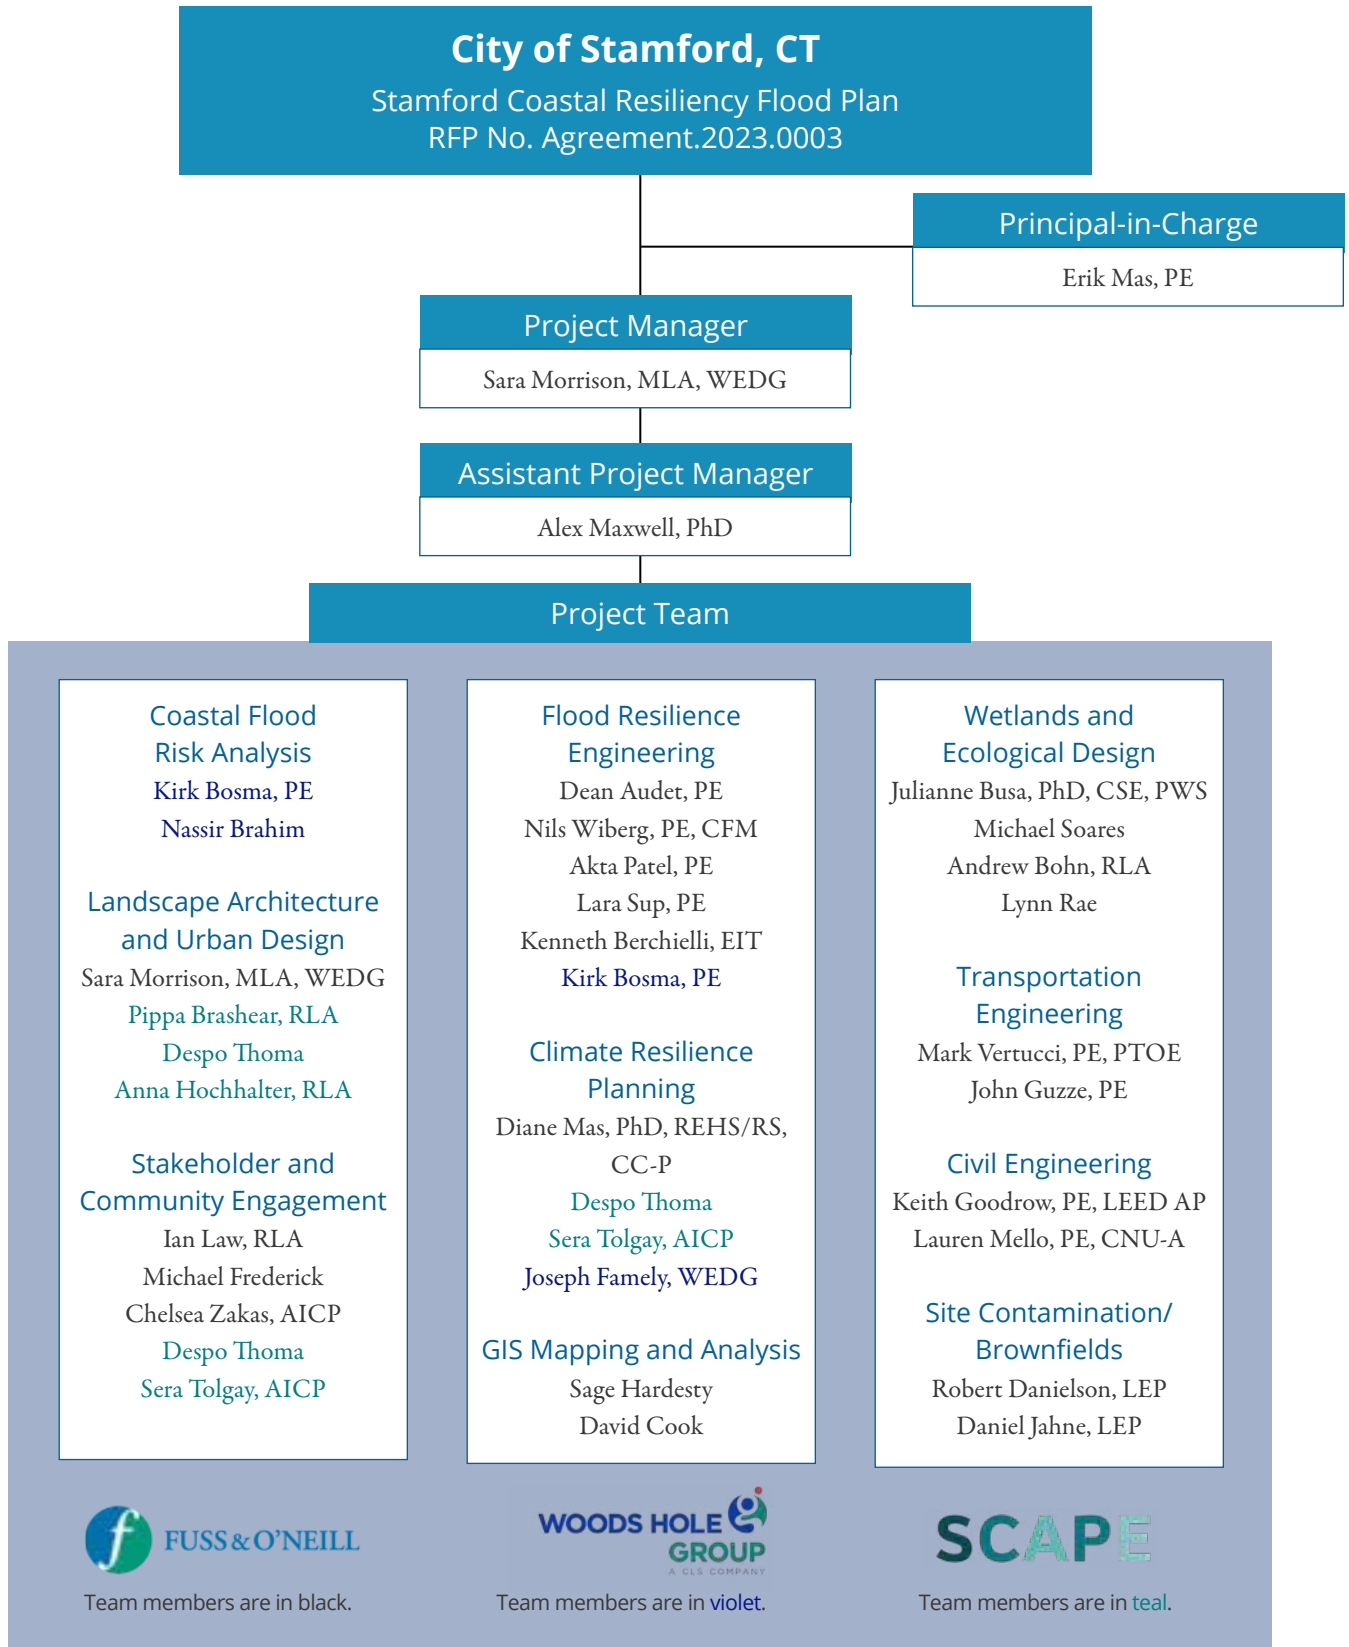 City of Stamford, CT
Stamford Coastal Resiliency Flood Plan
RFP No. Agreement.2023.0003
Principal-in-Charge
Erik Mas, PE
Project Manager
Sara Morrison, MLA, WEDG
Assistant Project Manager
Alex Maxwell, PhD
Project Team
Coastal Flood
Risk Analysis
Kirk Bosma, PE
Nassir Brahim
Landscape Architecture
and Urban Design
Sara Morrison, MLA, WEDG
Pippa Brashear, RLA
Despo Thoma
Anna Hochhalter, RLA
Stakeholder and
Community Engagement
Ian Law, RLA
Michael Frederick
Chelsea Zakas, AICP
Despo Thoma
Sera Tolgay, AICP
Flood Resilience
Engineering
Dean Audet, PE
Nils Wiberg, PE, CFM
Akta Patel, PE
Lara Sup, PE
Kenneth Berchielli, EIT
Kirk Bosma, PE
Climate Resilience
Planning
Diane Mas, PhD, REHS/RS,
CC-P
Despo Thoma
Sera Tolgay, AICP
Joseph Famely, WEDG
GIS Mapping and Analysis
Sage Hardesty
David Cook
Wetlands and
Ecological Design
Julianne Busa, PhD, CSE, PWS
Michael Soares
Andrew Bohn, RLA
Lynn Rae
Transportation
Engineering
Mark Vertucci, PE, PTOE
John Guzze, PE
Civil Engineering
Keith Goodrow, PE, LEED AP
Lauren Mello, PE, CNU-A
Site Contamination/
Brownfields
Robert Danielson, LEP
Daniel Jahne, LEP
f FUSS & O'NEILL
Team members are in black.
WOODS HOLE
GROUP
A CLS COMPANY
Team members are in violet.
SCAPE
Team members are in teal.